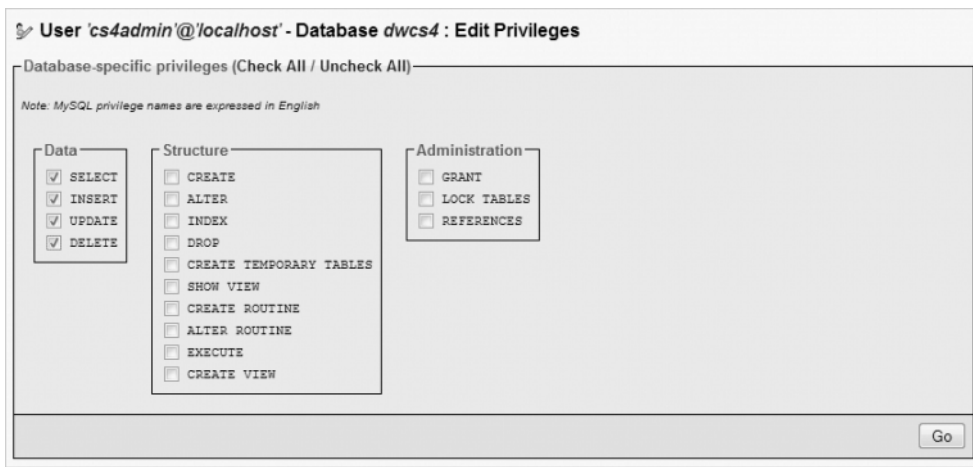 User 'cs4admin'@'localhost' - Database dwcs4 : Edit Privileges
Database-specific privileges (Check All / Uncheck All)
Note: MySQL privilege names are expressed in English
Data
SELECT
INSERT
UPDATE
DELETE
Structure
CREATE
ALTER
INDEX
DROP
CREATE TEMPORARY TABLES
SHOW VIEW
CREATE ROUTINE
ALTER ROUTINE
EXECUTE
CREATE VIEW
Administration
GRANT
LOCK TABLES
REFERENCES
Go